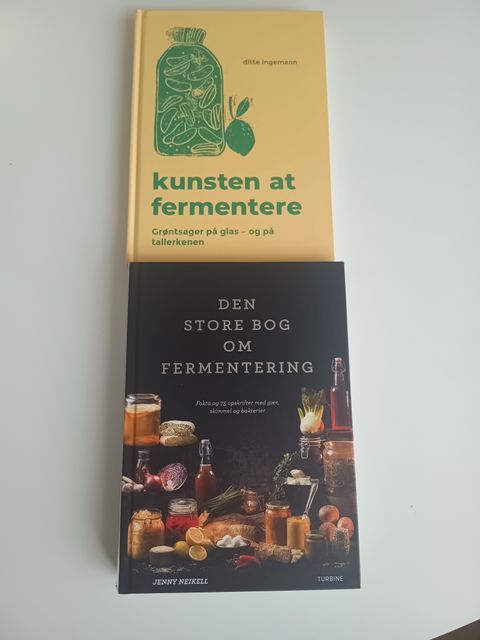 ditte ingemann
kunsten at
fermentere
Grøntsager på glas – og på
tallerkenen
DEN
STORE BOG
OM
FERMENTERING
Fakta og 75 opskrifter med gær,
skimmel og bakterier
JENNY NEIKELL
TURBINE